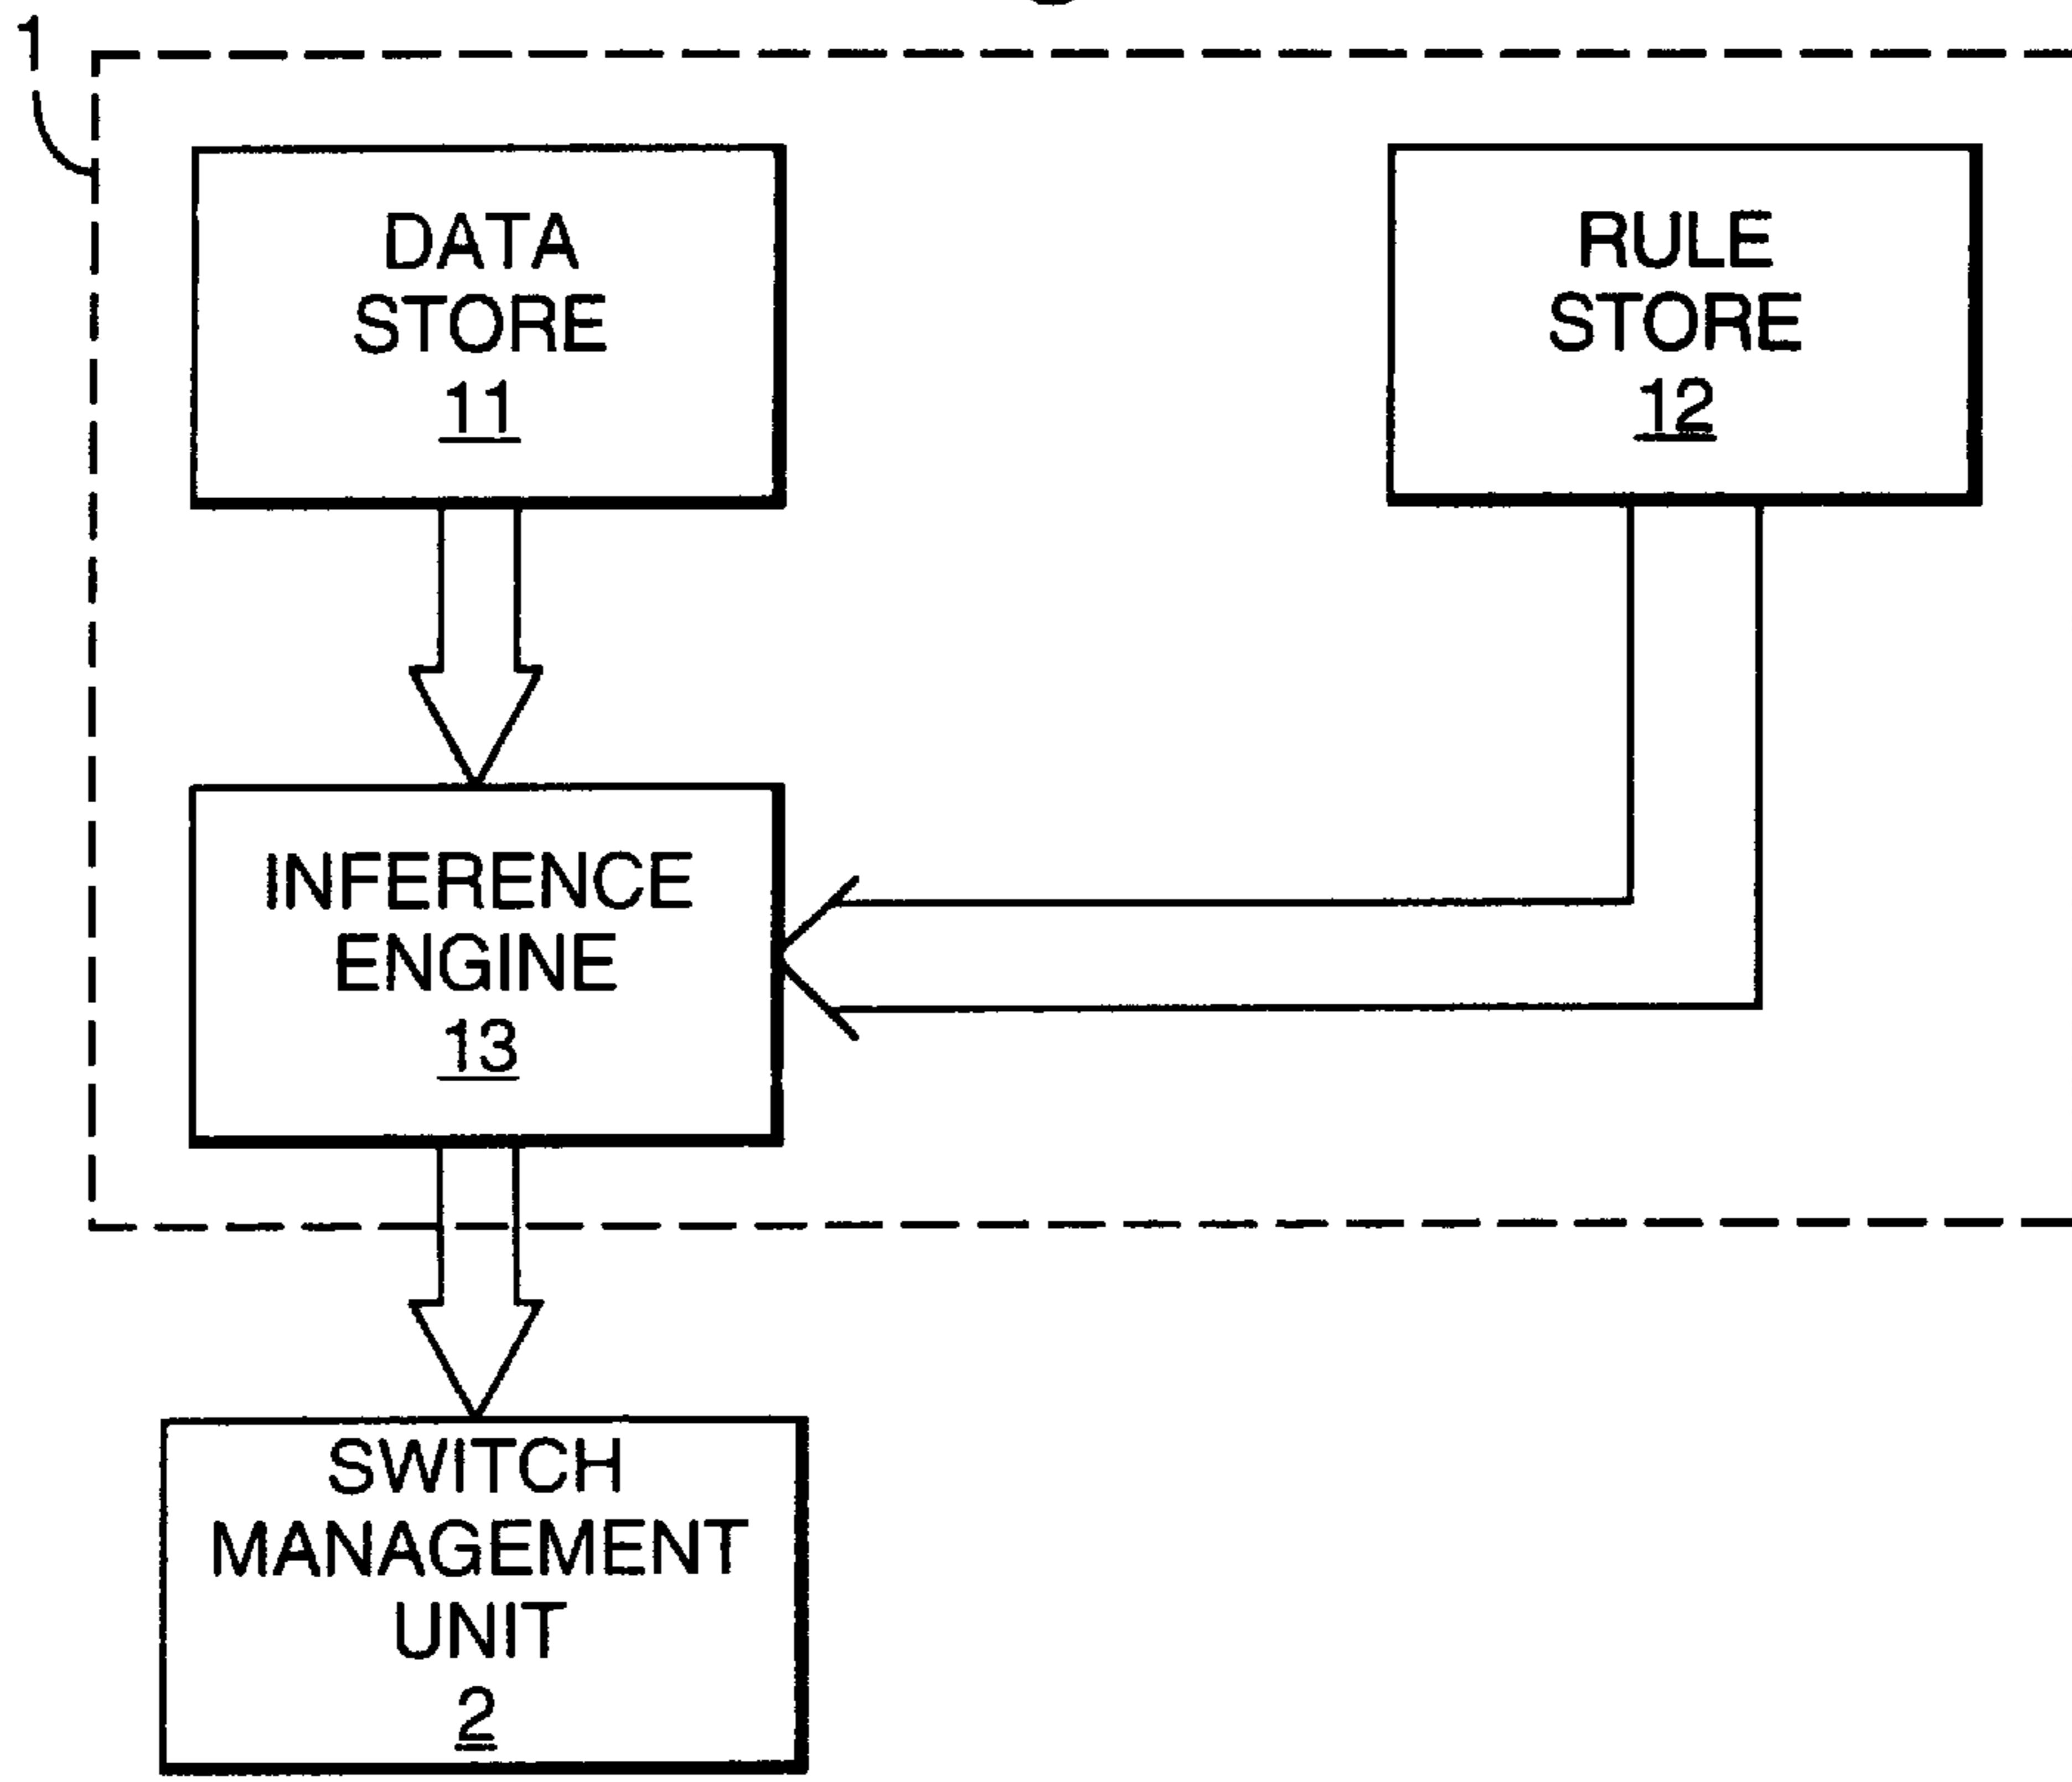 1
DATA
STORE
11
RULE
STORE
12
INFERENCE
ENGINE
13
SWITCH
MANAGEMENT
UNIT
2